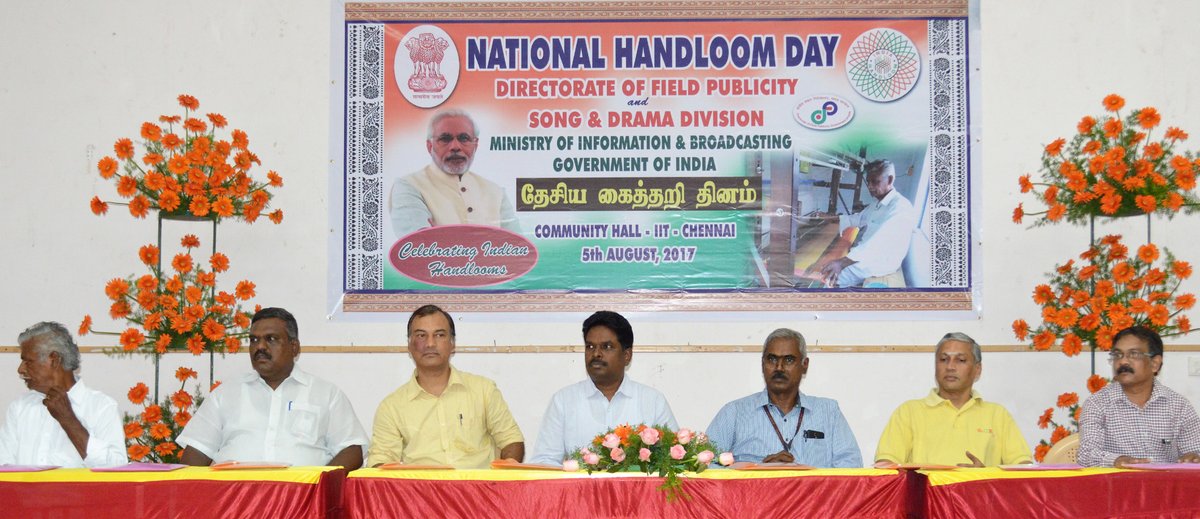 NATIONAL HANDLOOM DAY
DIRECTORATE OF FIELD PUBLICITY
and
SONG & DRAMA DIVISION
MINISTRY OF INFORMATION & BROADCASTING
GOVERNMENT OF INDIA
தேசிய கைத்தறி தினம்
COMMUNITY HALL - IIT - CHENNAI
5th AUGUST, 2017
Celebrating Indian
Handlooms